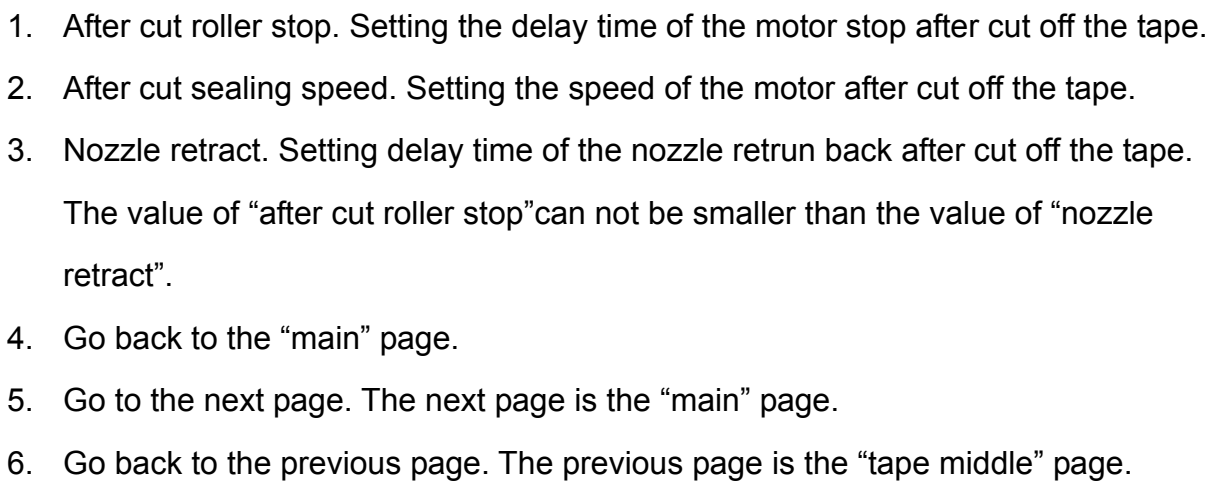 1. After cut roller stop. Setting the delay time of the motor stop after cut off the tape.
2. After cut sealing speed. Setting the speed of the motor after cut off the tape.
3. Nozzle retract. Setting delay time of the nozzle retrun back after cut off the tape.
The value of “after cut roller stop”can not be smaller than the value of “nozzle
retract”.
4. Go back to the “main” page.
5. Go to the next page. The next page is the “main” page.
6. Go back to the previous page. The previous page is the “tape middle” page.